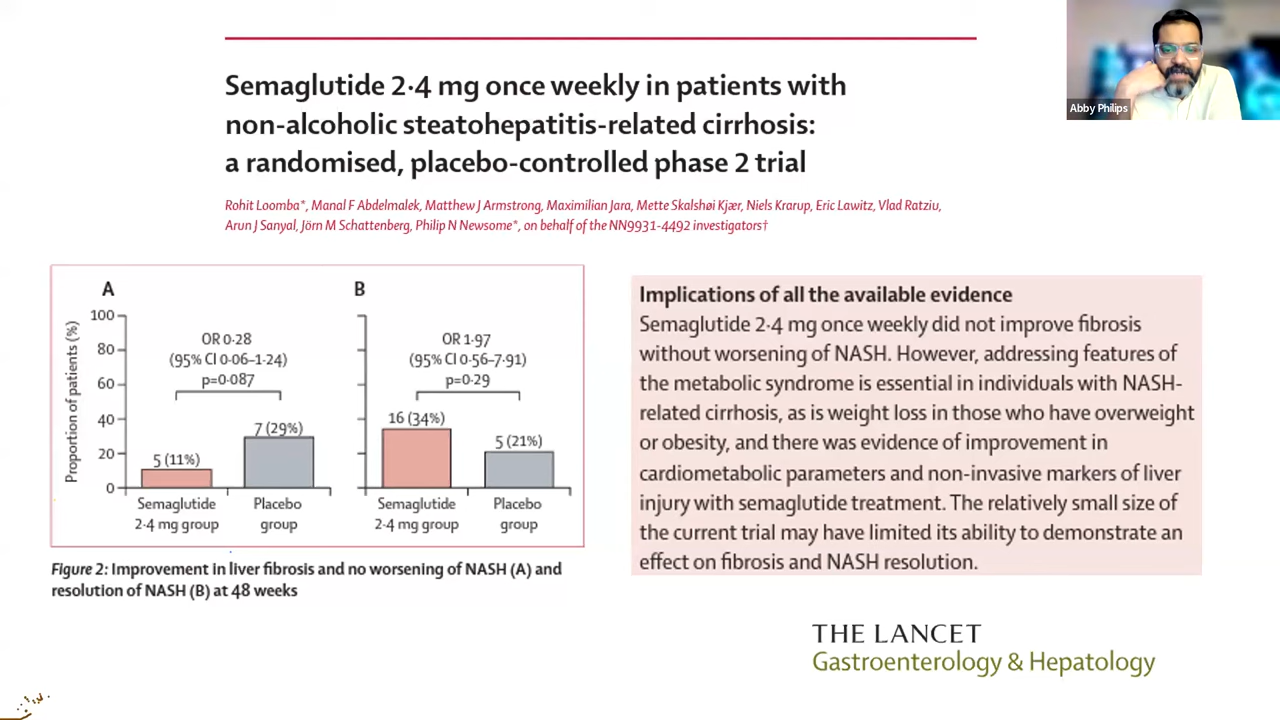 Abby Philips
Semaglutide 2·4 mg once weekly in patients with
non-alcoholic steatohepatitis-related cirrhosis:
a randomised, placebo-controlled phase 2 trial
Rohit Loomba*, Manal F Abdelmalek, Matthew J Armstrong, Maximilian Jara, Mette Skalshøi Kjær, Niels Krarup, Eric Lawitz, Vlad Ratziu,
Arun J Sanyal, Jörn M Schattenberg, Philip N Newsome*, on behalf of the NN9931-4492 investigators†
A
Proportion of patients (%)
100
80
60
40
20
0
OR 0·28
(95% CI 0·06–1·24)
p=0·087
5 (11%)
7 (29%)
Semaglutide
2·4 mg group
Placebo
group
B
OR 1·97
(95% CI 0·56–7·91)
p=0·29
16 (34%)
5 (21%)
Semaglutide
2·4 mg group
Placebo
group
Figure 2: Improvement in liver fibrosis and no worsening of NASH (A) and
resolution of NASH (B) at 48 weeks
Implications of all the available evidence
Semaglutide 2·4 mg once weekly did not improve fibrosis
without worsening of NASH. However, addressing features of
the metabolic syndrome is essential in individuals with NASH-
related cirrhosis, as is weight loss in those who have overweight
or obesity, and there was evidence of improvement in
cardiometabolic parameters and non-invasive markers of liver
injury with semaglutide treatment. The relatively small size of
the current trial may have limited its ability to demonstrate an
effect on fibrosis and NASH resolution.
THE LANCET
Gastroenterology & Hepatology